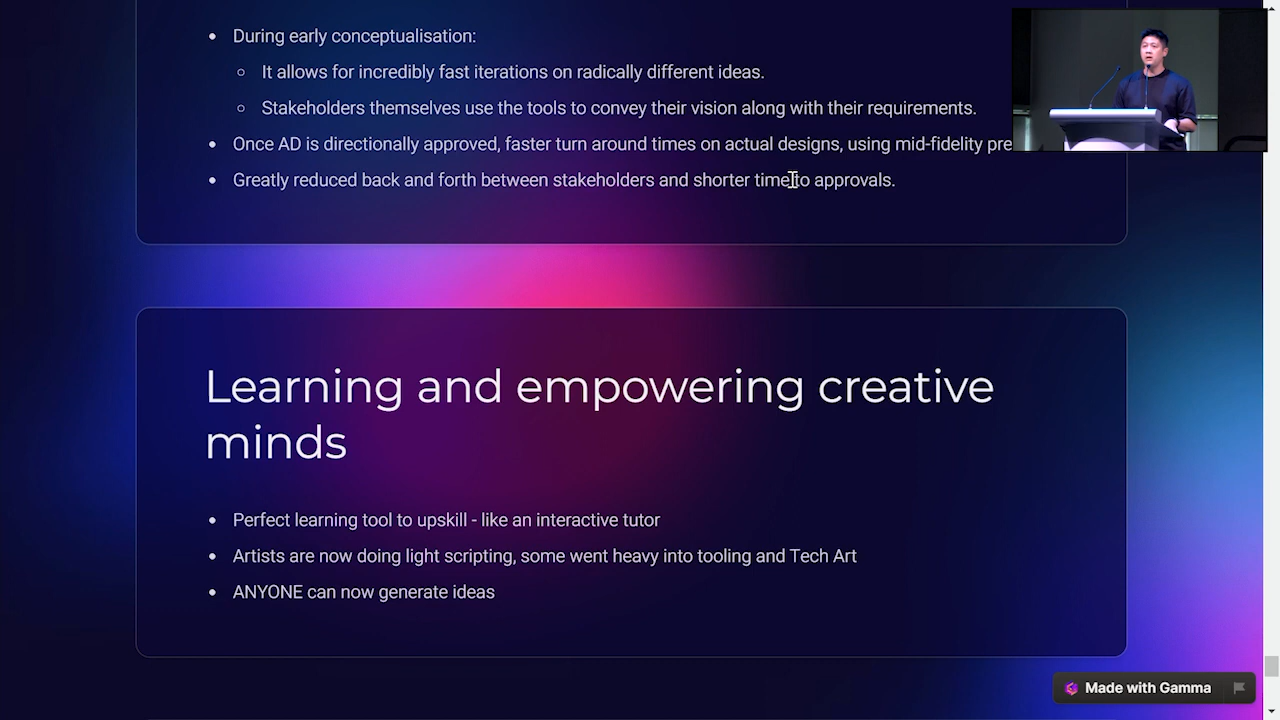 During early conceptualisation:
It allows for incredibly fast iterations on radically different ideas.
Stakeholders themselves use the tools to convey their vision along with their requirements.
Once AD is directionally approved, faster turn around times on actual designs, using mid-fidelity pre
Greatly reduced back and forth between stakeholders and shorter time to approvals.
Learning and empowering creative
minds
Perfect learning tool to upskill - like an interactive tutor
Artists are now doing light scripting, some went heavy into tooling and Tech Art
ANYONE can now generate ideas
Made with Gamma